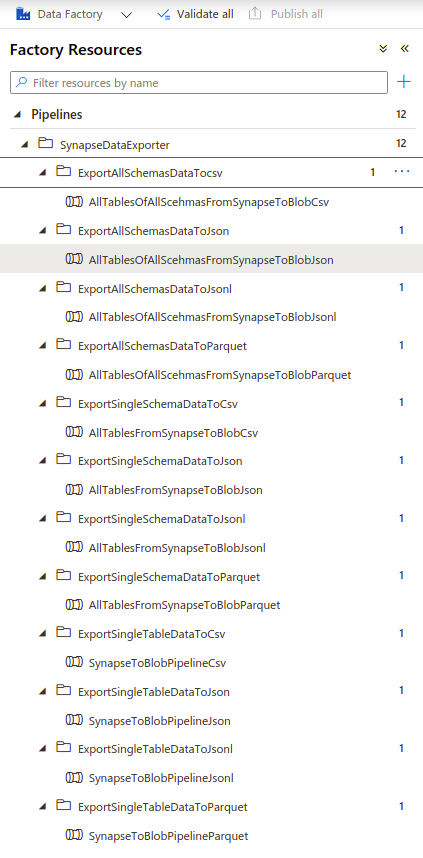 Data Factory Validate all Publish all
Factory Resources
Filter resources by name
Pipelines 12
SynapseDataExporter 12
ExportAllSchemasDataTocsv 1 ...
AllTablesOfAllScehmasFromSynapseToBlobCsv
ExportAllSchemasDataToJson 1
AllTablesOfAllScehmasFromSynapseToBlobJson
ExportAllSchemasDataToJsonl 1
AllTablesOfAllScehmasFromSynapseToBlobJsonl
ExportAllSchemasDataToParquet 1
AllTablesOfAllScehmasFromSynapseToBlobParquet
ExportSingleSchemaDataToCsv 1
AllTablesFromSynapseToBlobCsv
ExportSingleSchemaDataToJson 1
AllTablesFromSynapseToBlobJson
ExportSingleSchemaDataToJsonl 1
AllTablesFromSynapseToBlobJsonl
ExportSingleSchemaDataToParquet 1
AllTablesFromSynapseToBlobParquet
ExportSingleTableDataToCsv 1
SynapseToBlobPipelineCsv
ExportSingleTableDataToJson 1
SynapseToBlobPipelineJson
ExportSingleTableDataToJsonl 1
SynapseToBlobPipelineJsonl
ExportSingleTableDataToParquet 1
SynapseToBlobPipelineParquet